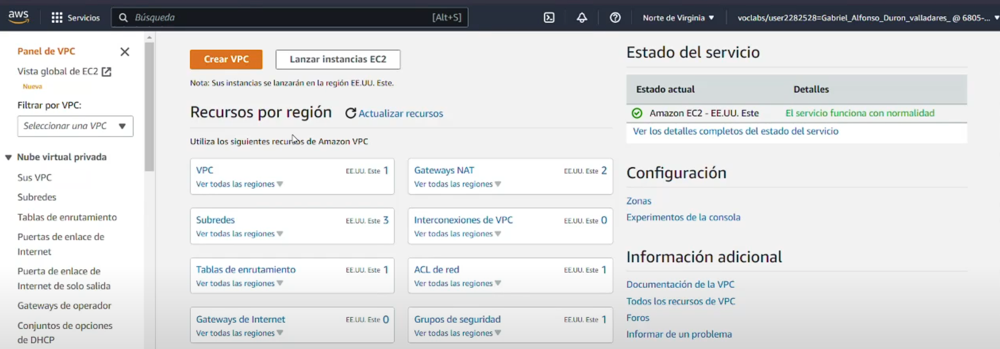 aws
Servicios
Búsqueda
[Alt+S]
Norte de Virginia
voclabs/user2282528=Gabriel_Alfonso_Duron_valladares_ @ 6805-...
Panel de VPC
Vista global de EC2
Nueva
Filtrar por VPC:
Seleccionar una VPC
Nube virtual privada
Sus VPC
Subredes
Tablas de enrutamiento
Puertas de enlace de
Internet
Puerta de enlace de
Internet de solo salida
Gateways de operador
Conjuntos de opciones
de DHCP
Crear VPC
Lanzar instancias EC2
Nota: Sus instancias se lanzarán en la región EE.UU. Este.
Recursos por región
Actualizar recursos
Utiliza los siguientes recursos de Amazon VPC
VPC
EE.UU. Este 1
Ver todas las regiones
Gateways NAT
EE.UU. Este 2
Ver todas las regiones
Subredes
EE.UU. Este 3
Ver todas las regiones
Interconexiones de VPC
EE.UU. Este 0
Ver todas las regiones
Tablas de enrutamiento
EE.UU. Este 1
Ver todas las regiones
ACL de red
EE.UU. Este 1
Ver todas las regiones
Gateways de Internet
EE.UU. Este 0
Ver todas las regiones
Grupos de seguridad
EE.UU. Este 1
Ver todas las regiones
Estado del servicio
Estado actual
Detalles
Amazon EC2 - EE.UU. Este
El servicio funciona con normalidad
Ver los detalles completos del estado del servicio
Configuración
Zonas
Experimentos de la consola
Información adicional
Documentación de la VPC
Todos los recursos de VPC
Foros
Informar de un problema